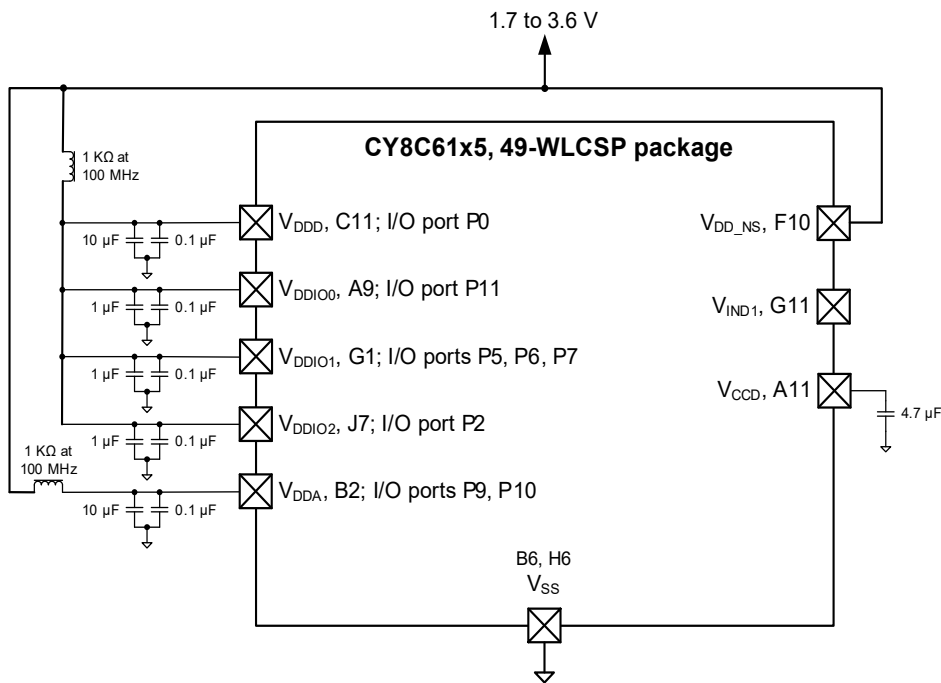 1.7 to 3.6 V
CY8C61x5, 49-WLCSP package
1 KΩ at
100 MHz
VDDD, C11; I/O port P0
10 µF
0.1 µF
VDD_NS, F10
VDDIO0, A9; I/O port P11
1 µF
0.1 µF
VIND1, G11
VDDIO1, G1; I/O ports P5, P6, P7
1 µF
0.1 µF
VCCD, A11
4.7 µF
VDDIO2, J7; I/O port P2
1 µF
0.1 µF
1 KΩ at
100 MHz
VDDA, B2; I/O ports P9, P10
10 µF
0.1 µF
B6, H6
VSS